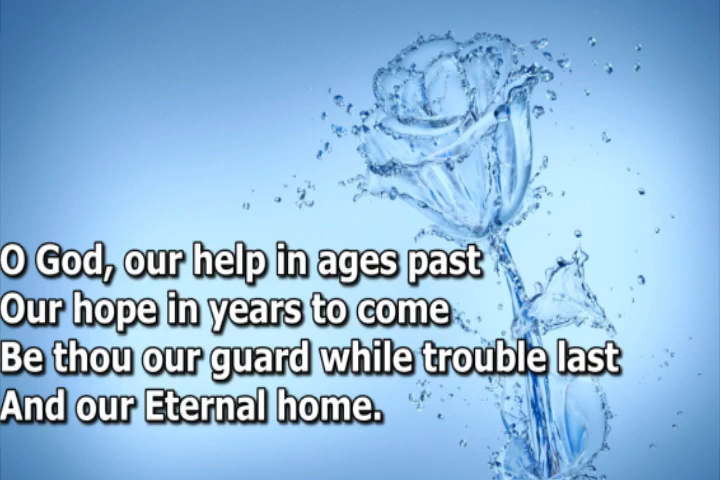 O God, our help in ages past
Our hope in years to come
Be thou our guard while trouble last
And our Eternal home.